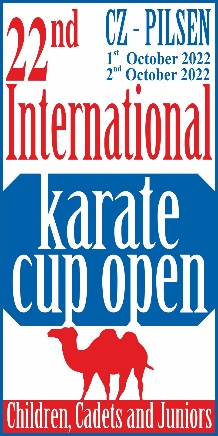 22nd
CZ - PILSEN
1st October 2022
2nd October 2022
International
karate
cup open
Children, Cadets and Juniors